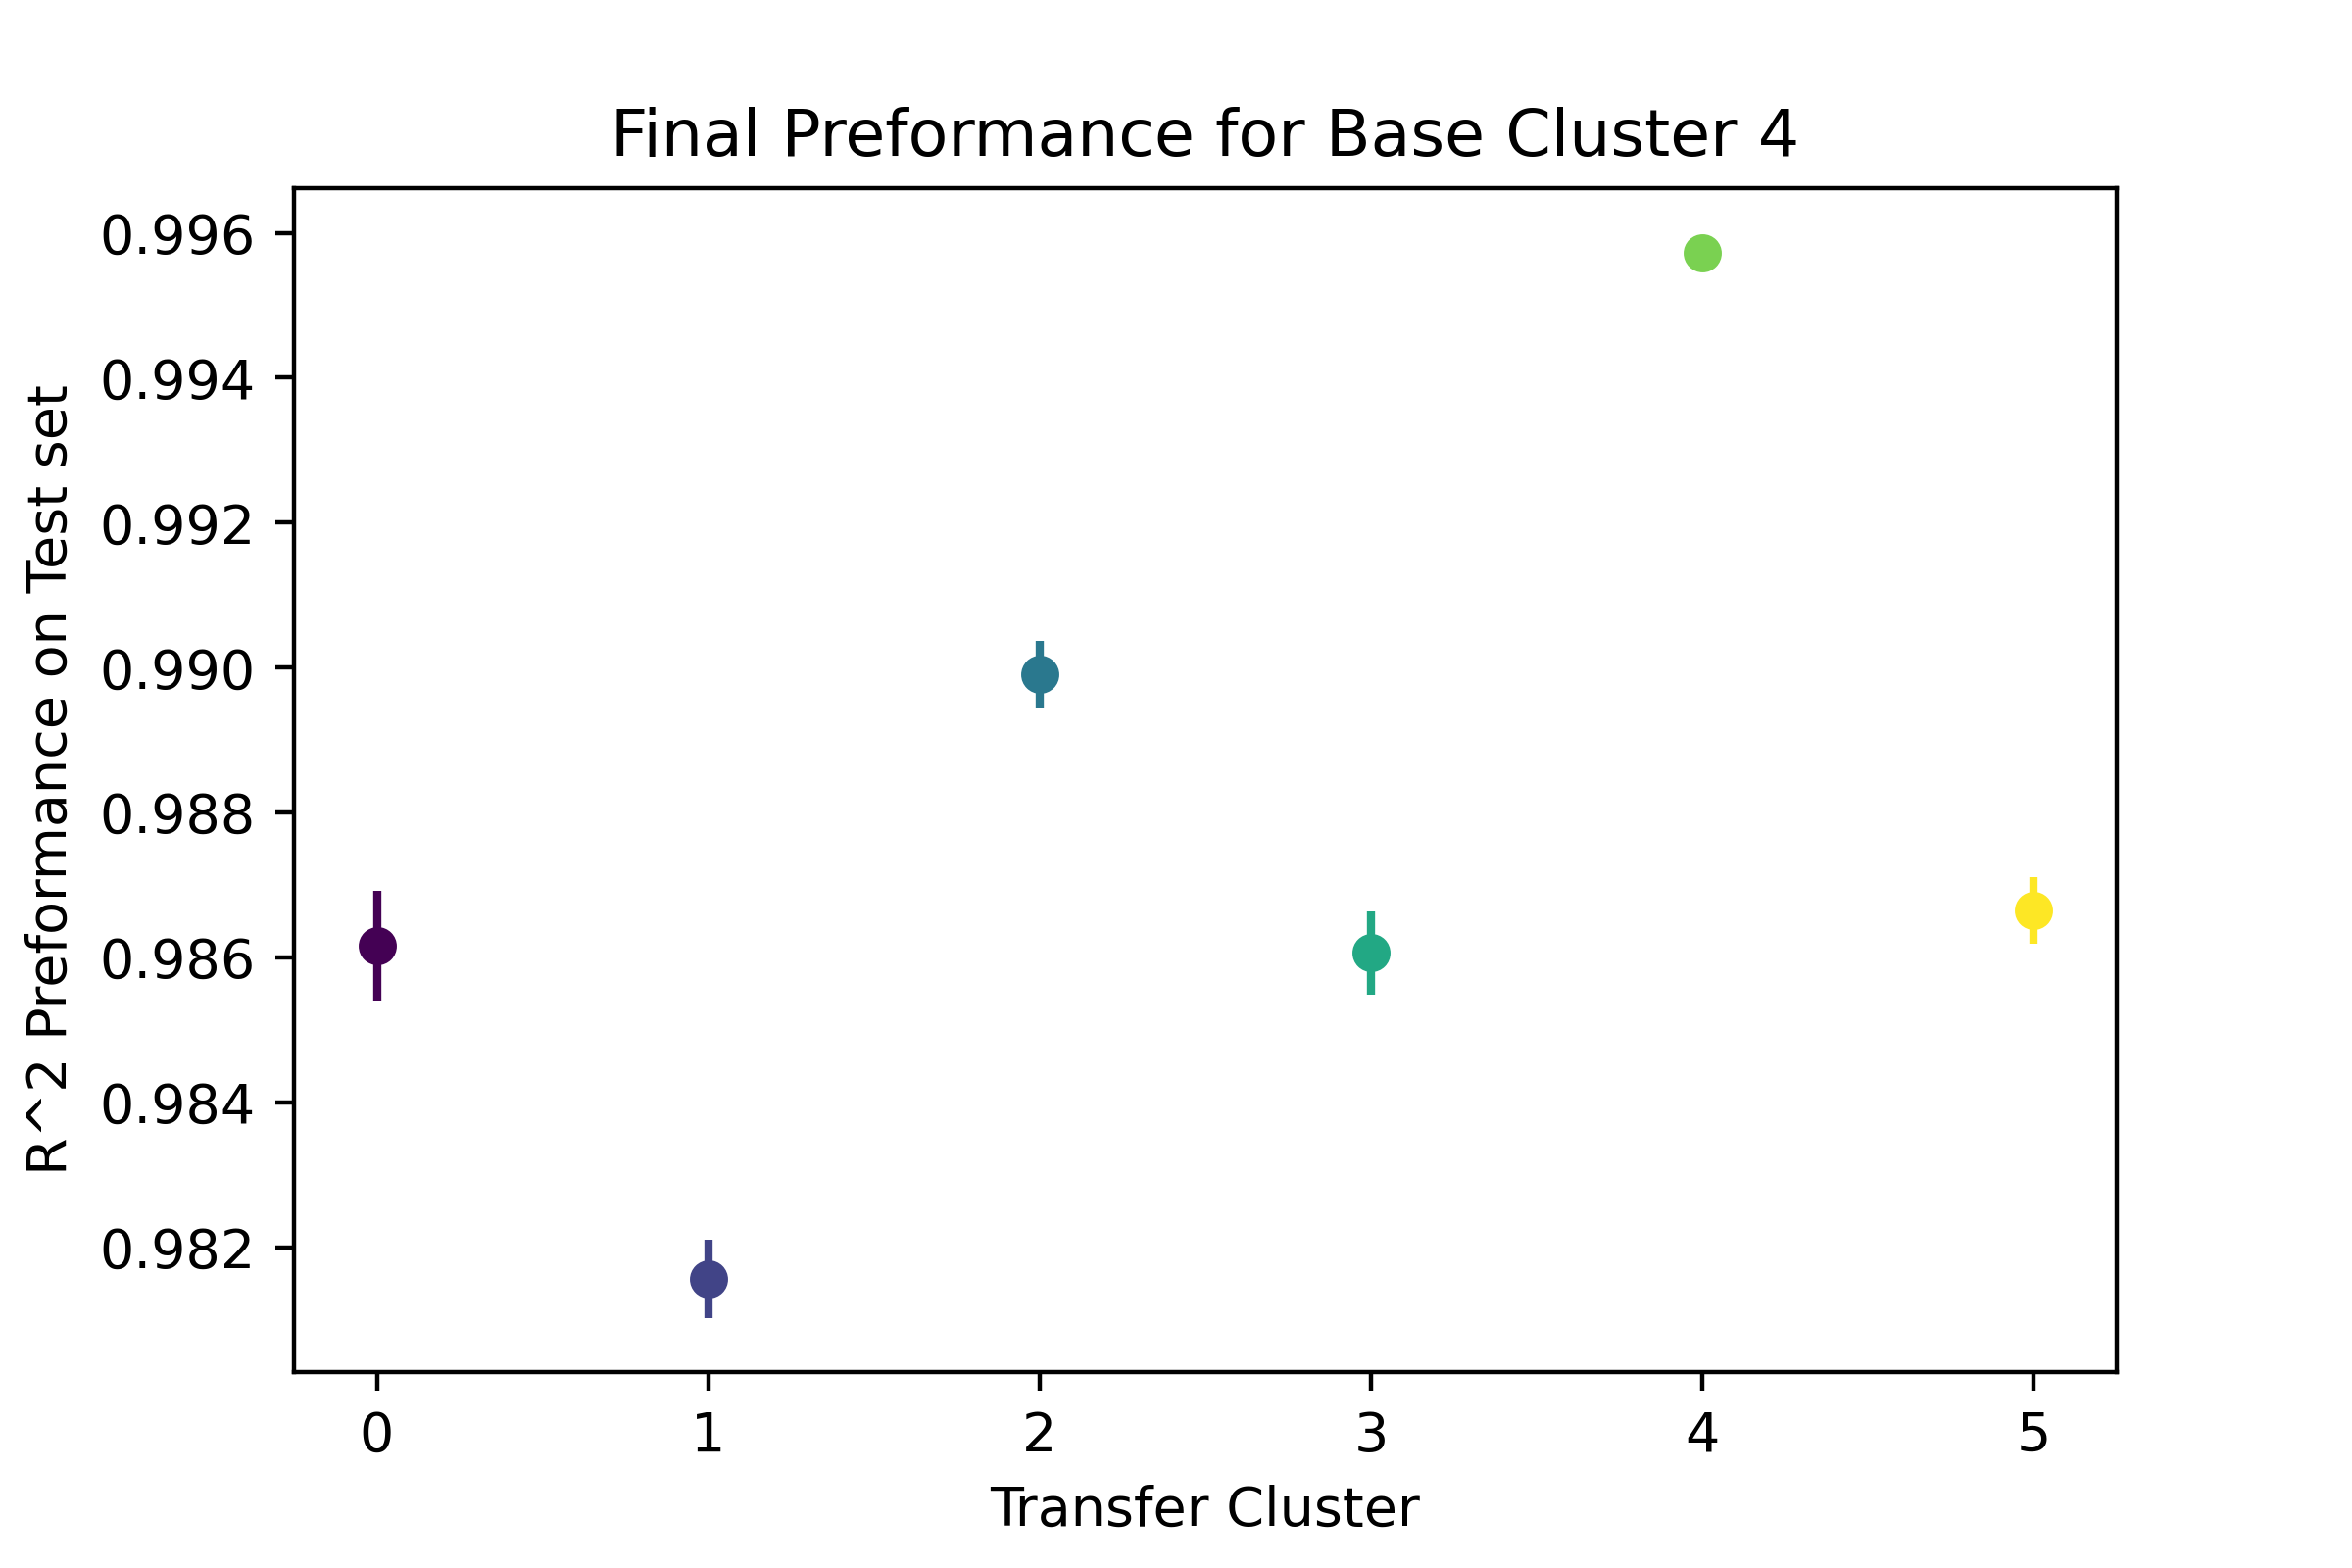 Final Preformance for Base Cluster 4
R^2 Preformance on Test set
0.996
0.994
0.992
0.990
0.988
0.986
0.984
0.982
0 1 2 3 4 5
Transfer Cluster